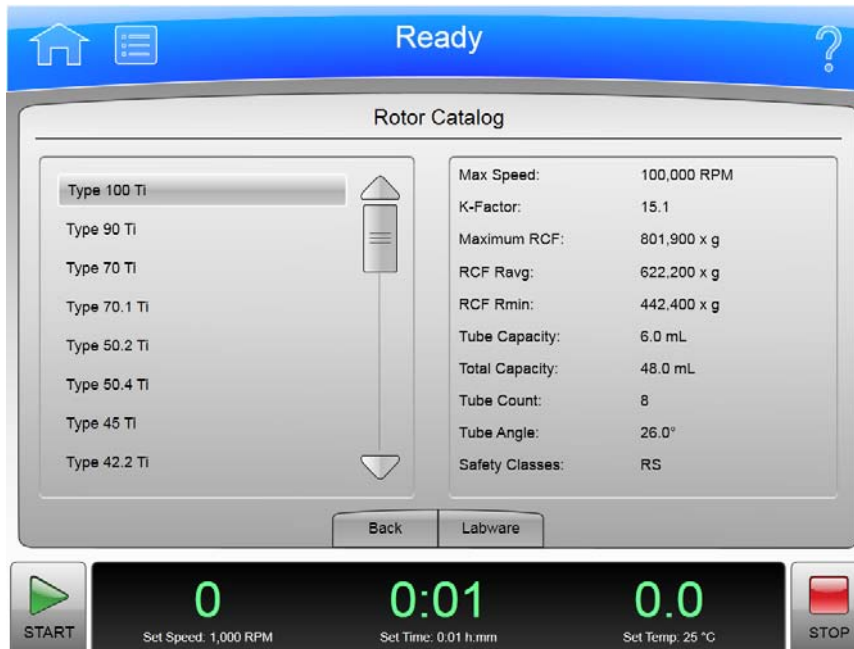 Ready
?
Rotor Catalog
Type 100 Ti
Type 90 Ti
Type 70 Ti
Type 70.1 Ti
Type 50.2 Ti
Type 50.4 Ti
Type 45 Ti
Type 42.2 Ti
Max Speed: 100,000 RPM
K-Factor: 15.1
Maximum RCF: 801,900 x g
RCF Ravg: 622,200 x g
RCF Rmin: 442,400 x g
Tube Capacity: 6.0 mL
Total Capacity: 48.0 mL
Tube Count: 8
Tube Angle: 26.0°
Safety Classes: RS
Back Labware
START
0
Set Speed: 1,000 RPM
0:01
Set Time: 0:01 h:mm
0.0
Set Temp: 25 °C
STOP